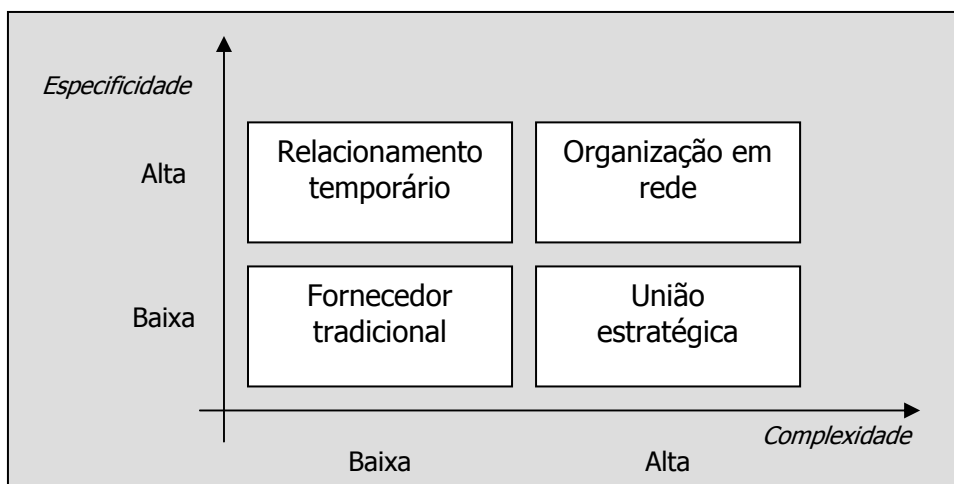 Especificidade
Alta
Relacionamento
temporário
Organização em
rede
Baixa
Fornecedor
tradicional
União
estratégica
Complexidade
Baixa
Alta